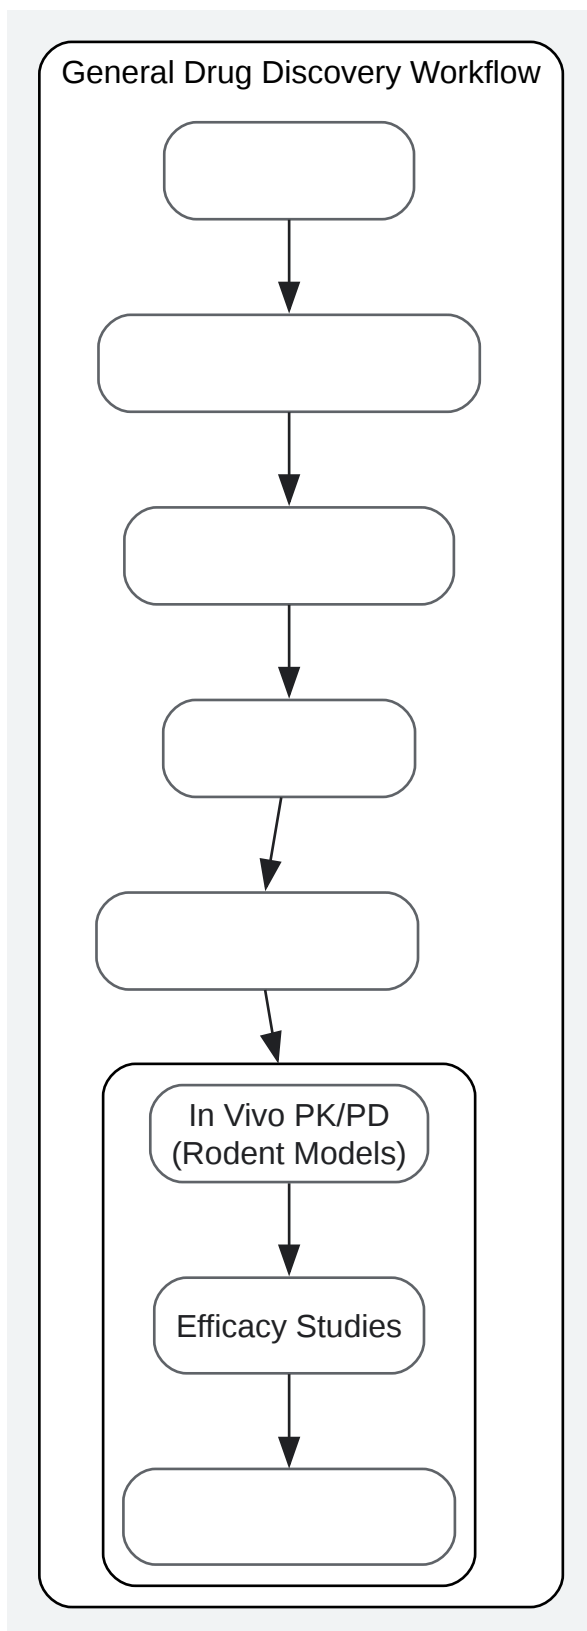 General Drug Discovery Workflow
In Vivo PK/PD
(Rodent Models)
Efficacy Studies